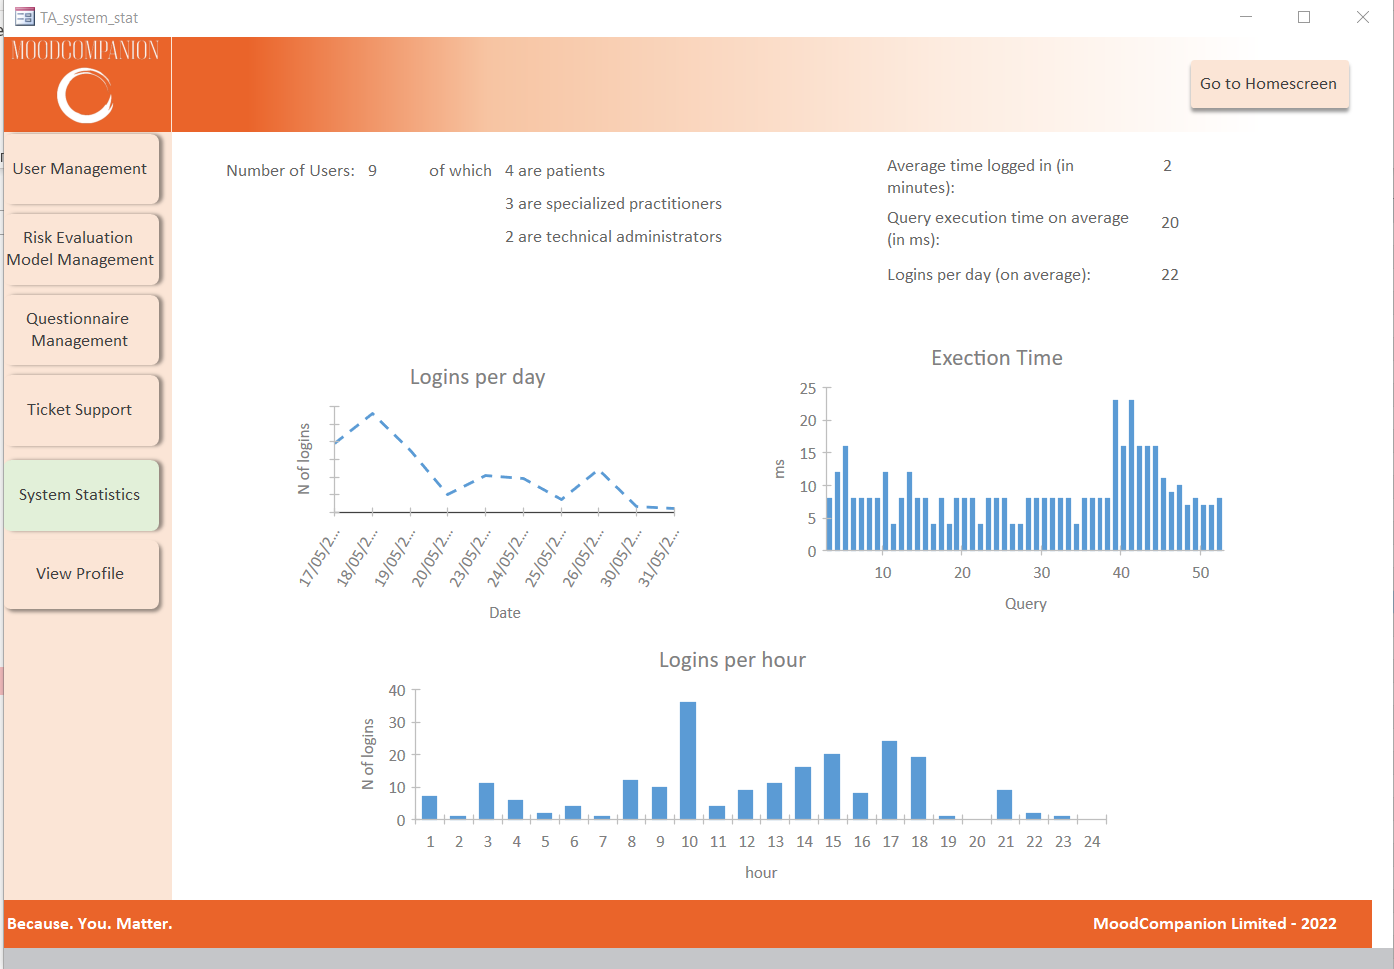 TA_system_stat
MOODCOMPANION
Go to Homescreen
User Management
Risk Evaluation
Model Management
Questionnaire
Management
Ticket Support
System Statistics
View Profile
Number of Users: 9 of which 4 are patients
3 are specialized practitioners
2 are technical administrators
Average time logged in (in
minutes): 2
Query execution time on average
(in ms): 20
Logins per day (on average): 22
Logins per day
N of logins
17/05/2...
18/05/2...
19/05/2...
20/05/2...
23/05/2...
24/05/2...
25/05/2...
26/05/2...
30/05/2...
31/05/2...
Date
Exection Time
ms
25
20
15
10
5
0
10 20 30 40 50
Query
Logins per hour
N of logins
40
30
20
10
0
1 2 3 4 5 6 7 8 9 10 11 12 13 14 15 16 17 18 19 20 21 22 23 24
hour
Because. You. Matter.
MoodCompanion Limited - 2022